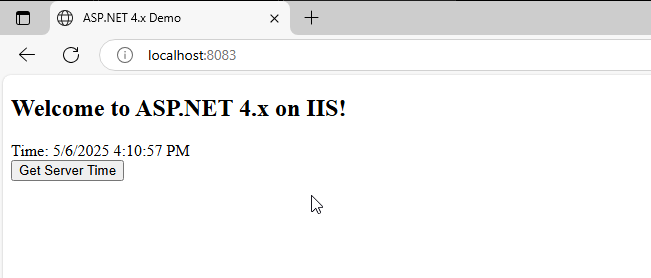 ASP.NET 4.x Demo
localhost:8083
Welcome to ASP.NET 4.x on IIS!
Time: 5/6/2025 4:10:57 PM
Get Server Time